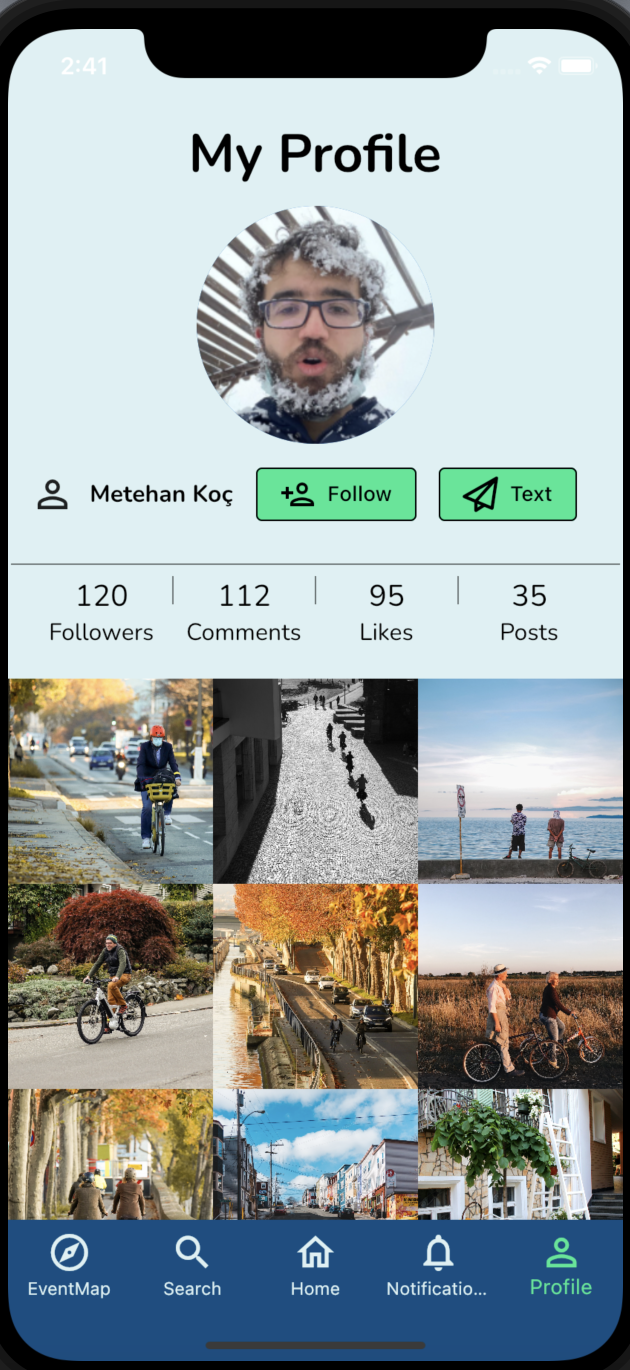 2:41
My Profile
Metehan Koç
Follow
Text
120
112
95
35
Followers
Comments
Likes
Posts
EventMap
Search
Home
Notificatio...
Profile